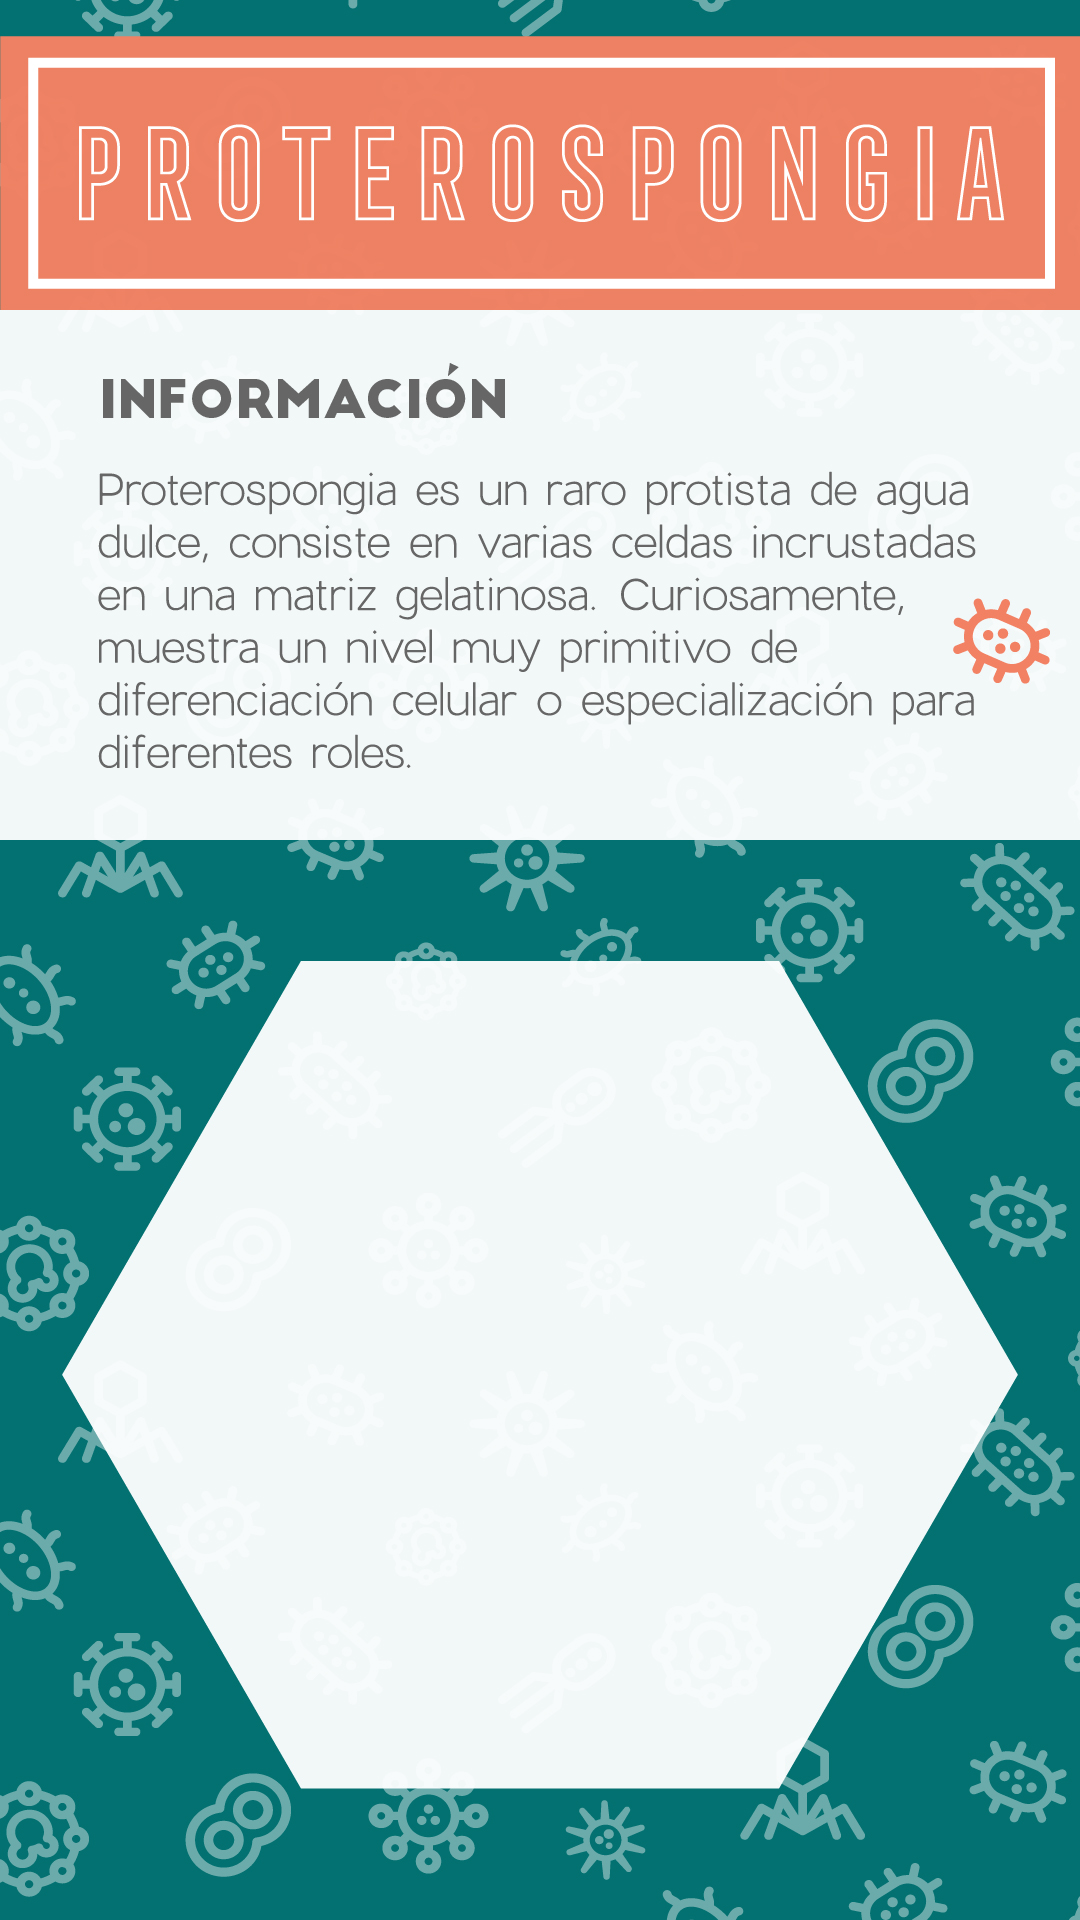 PROTEROSPONGIA
INFORMACIÓN
Proterospongia es un raro protista de agua
dulce, consiste en varias celdas incrustadas
en una matriz gelatinosa. Curiosamente,
muestra un nivel muy primitivo de
diferenciación celular o especialización para
diferentes roles.